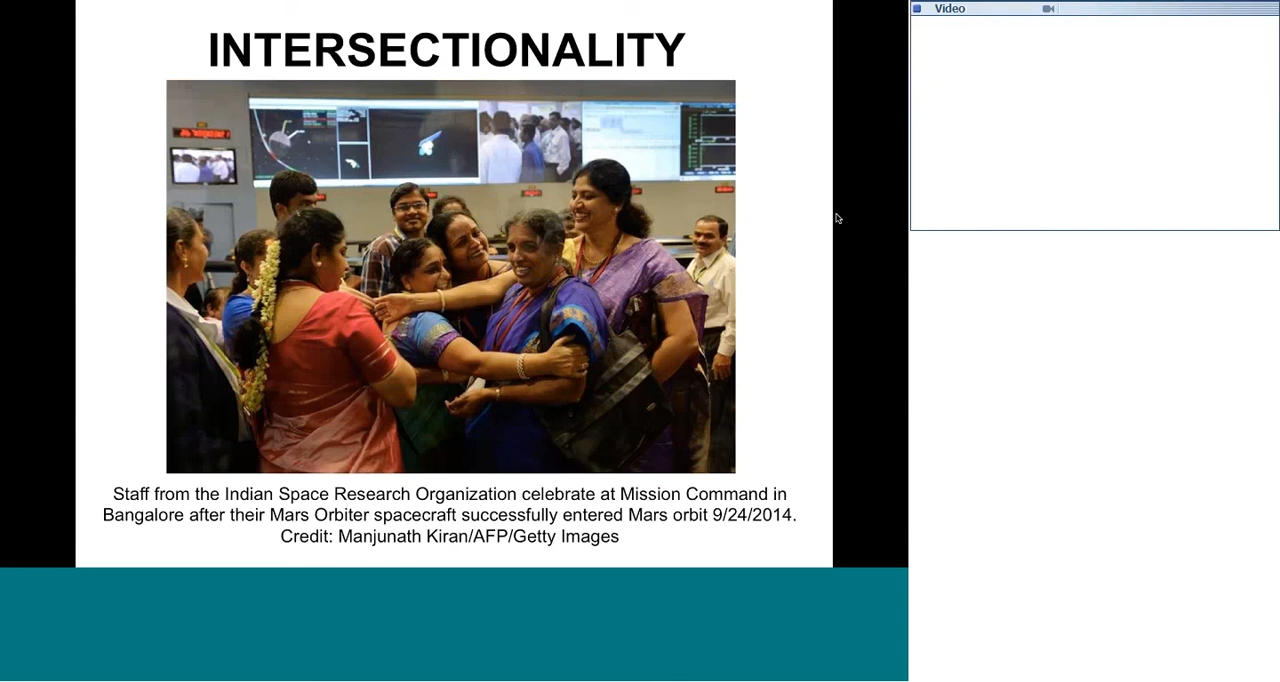 INTERSECTIONALITY
Video
Staff from the Indian Space Research Organization celebrate at Mission Command in
Bangalore after their Mars Orbiter spacecraft successfully entered Mars orbit 9/24/2014.
Credit: Manjunath Kiran/AFP/Getty Images